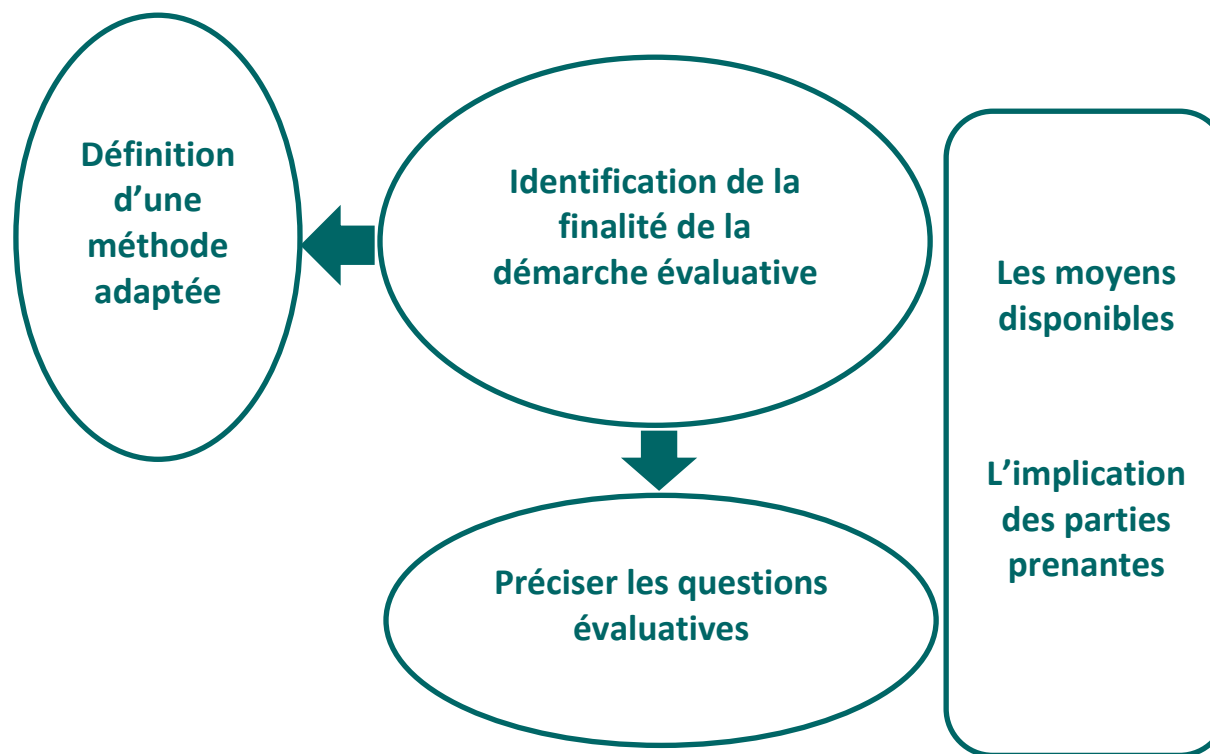 Définition
d’une
méthode
adaptée
Identification de la
finalité de la
démarche évaluative
Les moyens
disponibles
L’implication
des parties
prenantes
Préciser les questions
évaluatives